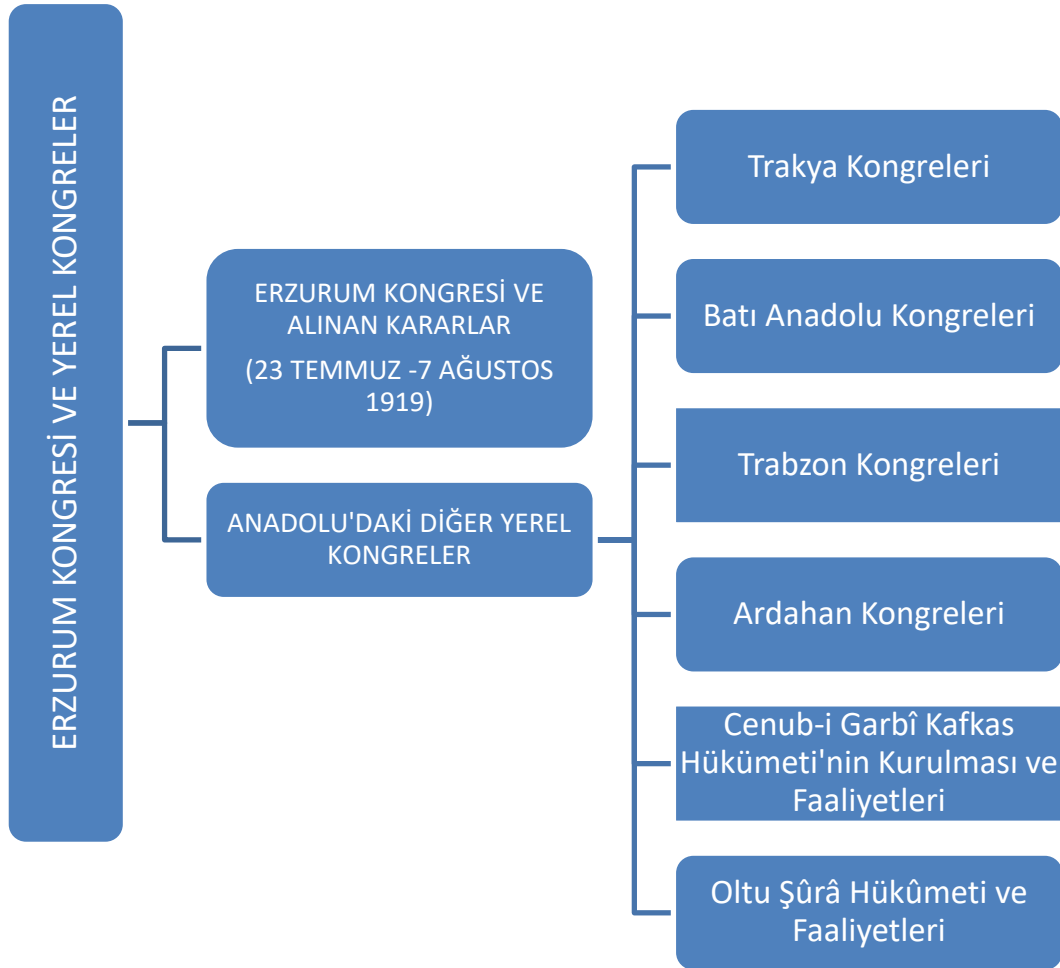 ERZURUM KONGRESİ VE YEREL KONGRELER
ERZURUM KONGRESİ VE
ALINAN KARARLAR
(23 TEMMUZ -7 AĞUSTOS
1919)
ANADOLU'DAKİ DİĞER YEREL
KONGRELER
Trakya Kongreleri
Batı Anadolu Kongreleri
Trabzon Kongreleri
Ardahan Kongreleri
Cenub-i Garbî Kafkas
Hükümeti'nin Kurulması ve
Faaliyetleri
Oltu Şûrâ Hükûmeti ve
Faaliyetleri